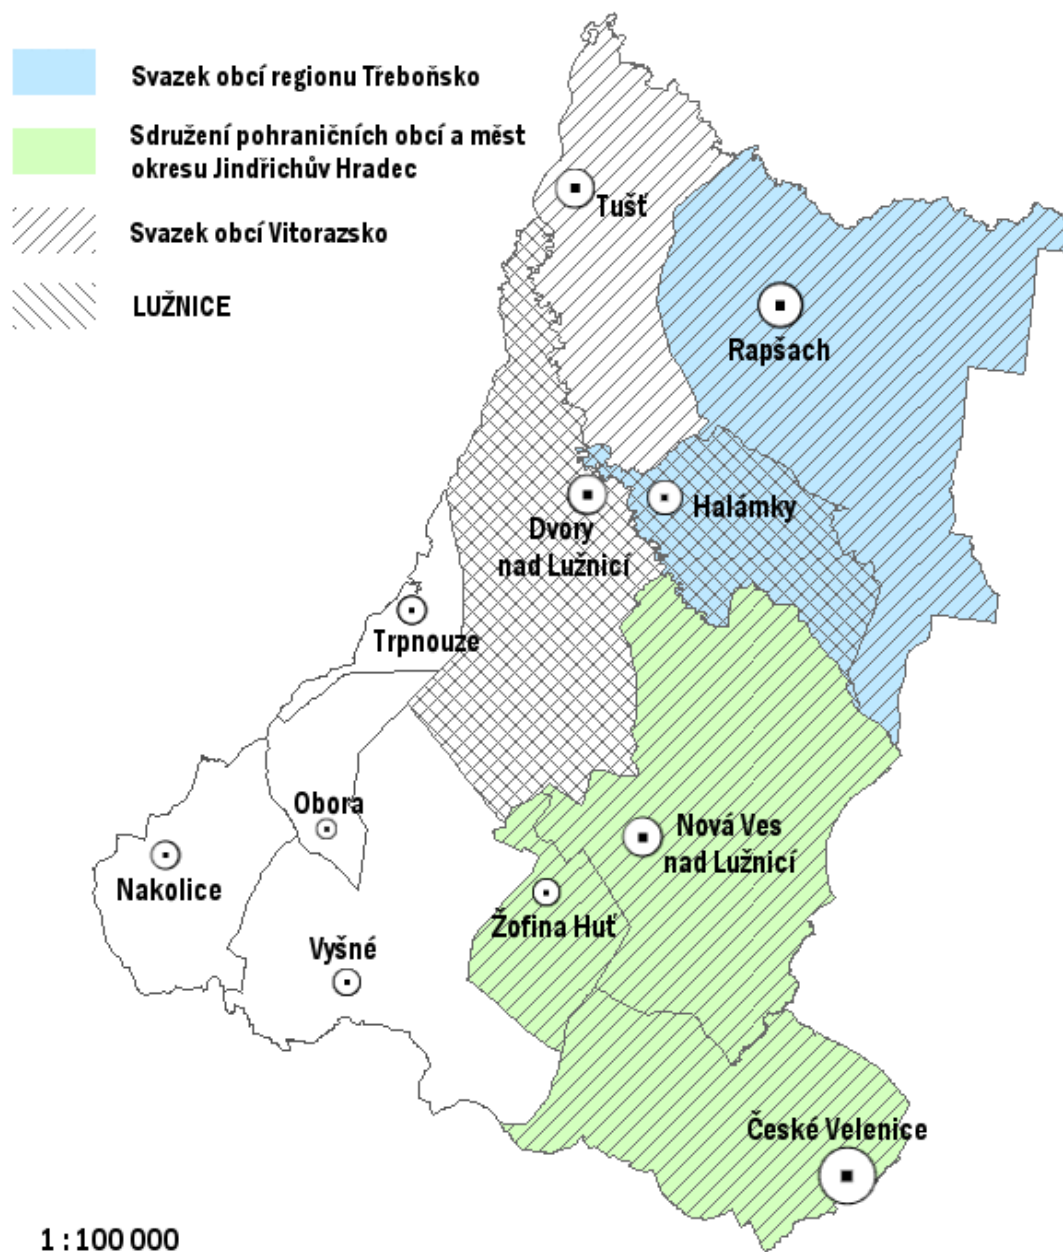 Svazek obcí regionu Třeboňsko
Sdružení pohraničních obcí a měst
okresu Jindřichův Hradec
Svazek obcí Vitorazsko
LUŽNICE
Tušť
Rapšach
Halámky
Dvory
nad Lužnicí
Trpnouze
Obora
Nakolice
Nová Ves
nad Lužnicí
Žofina Huť
Vyšné
České Velenice
1 : 100 000